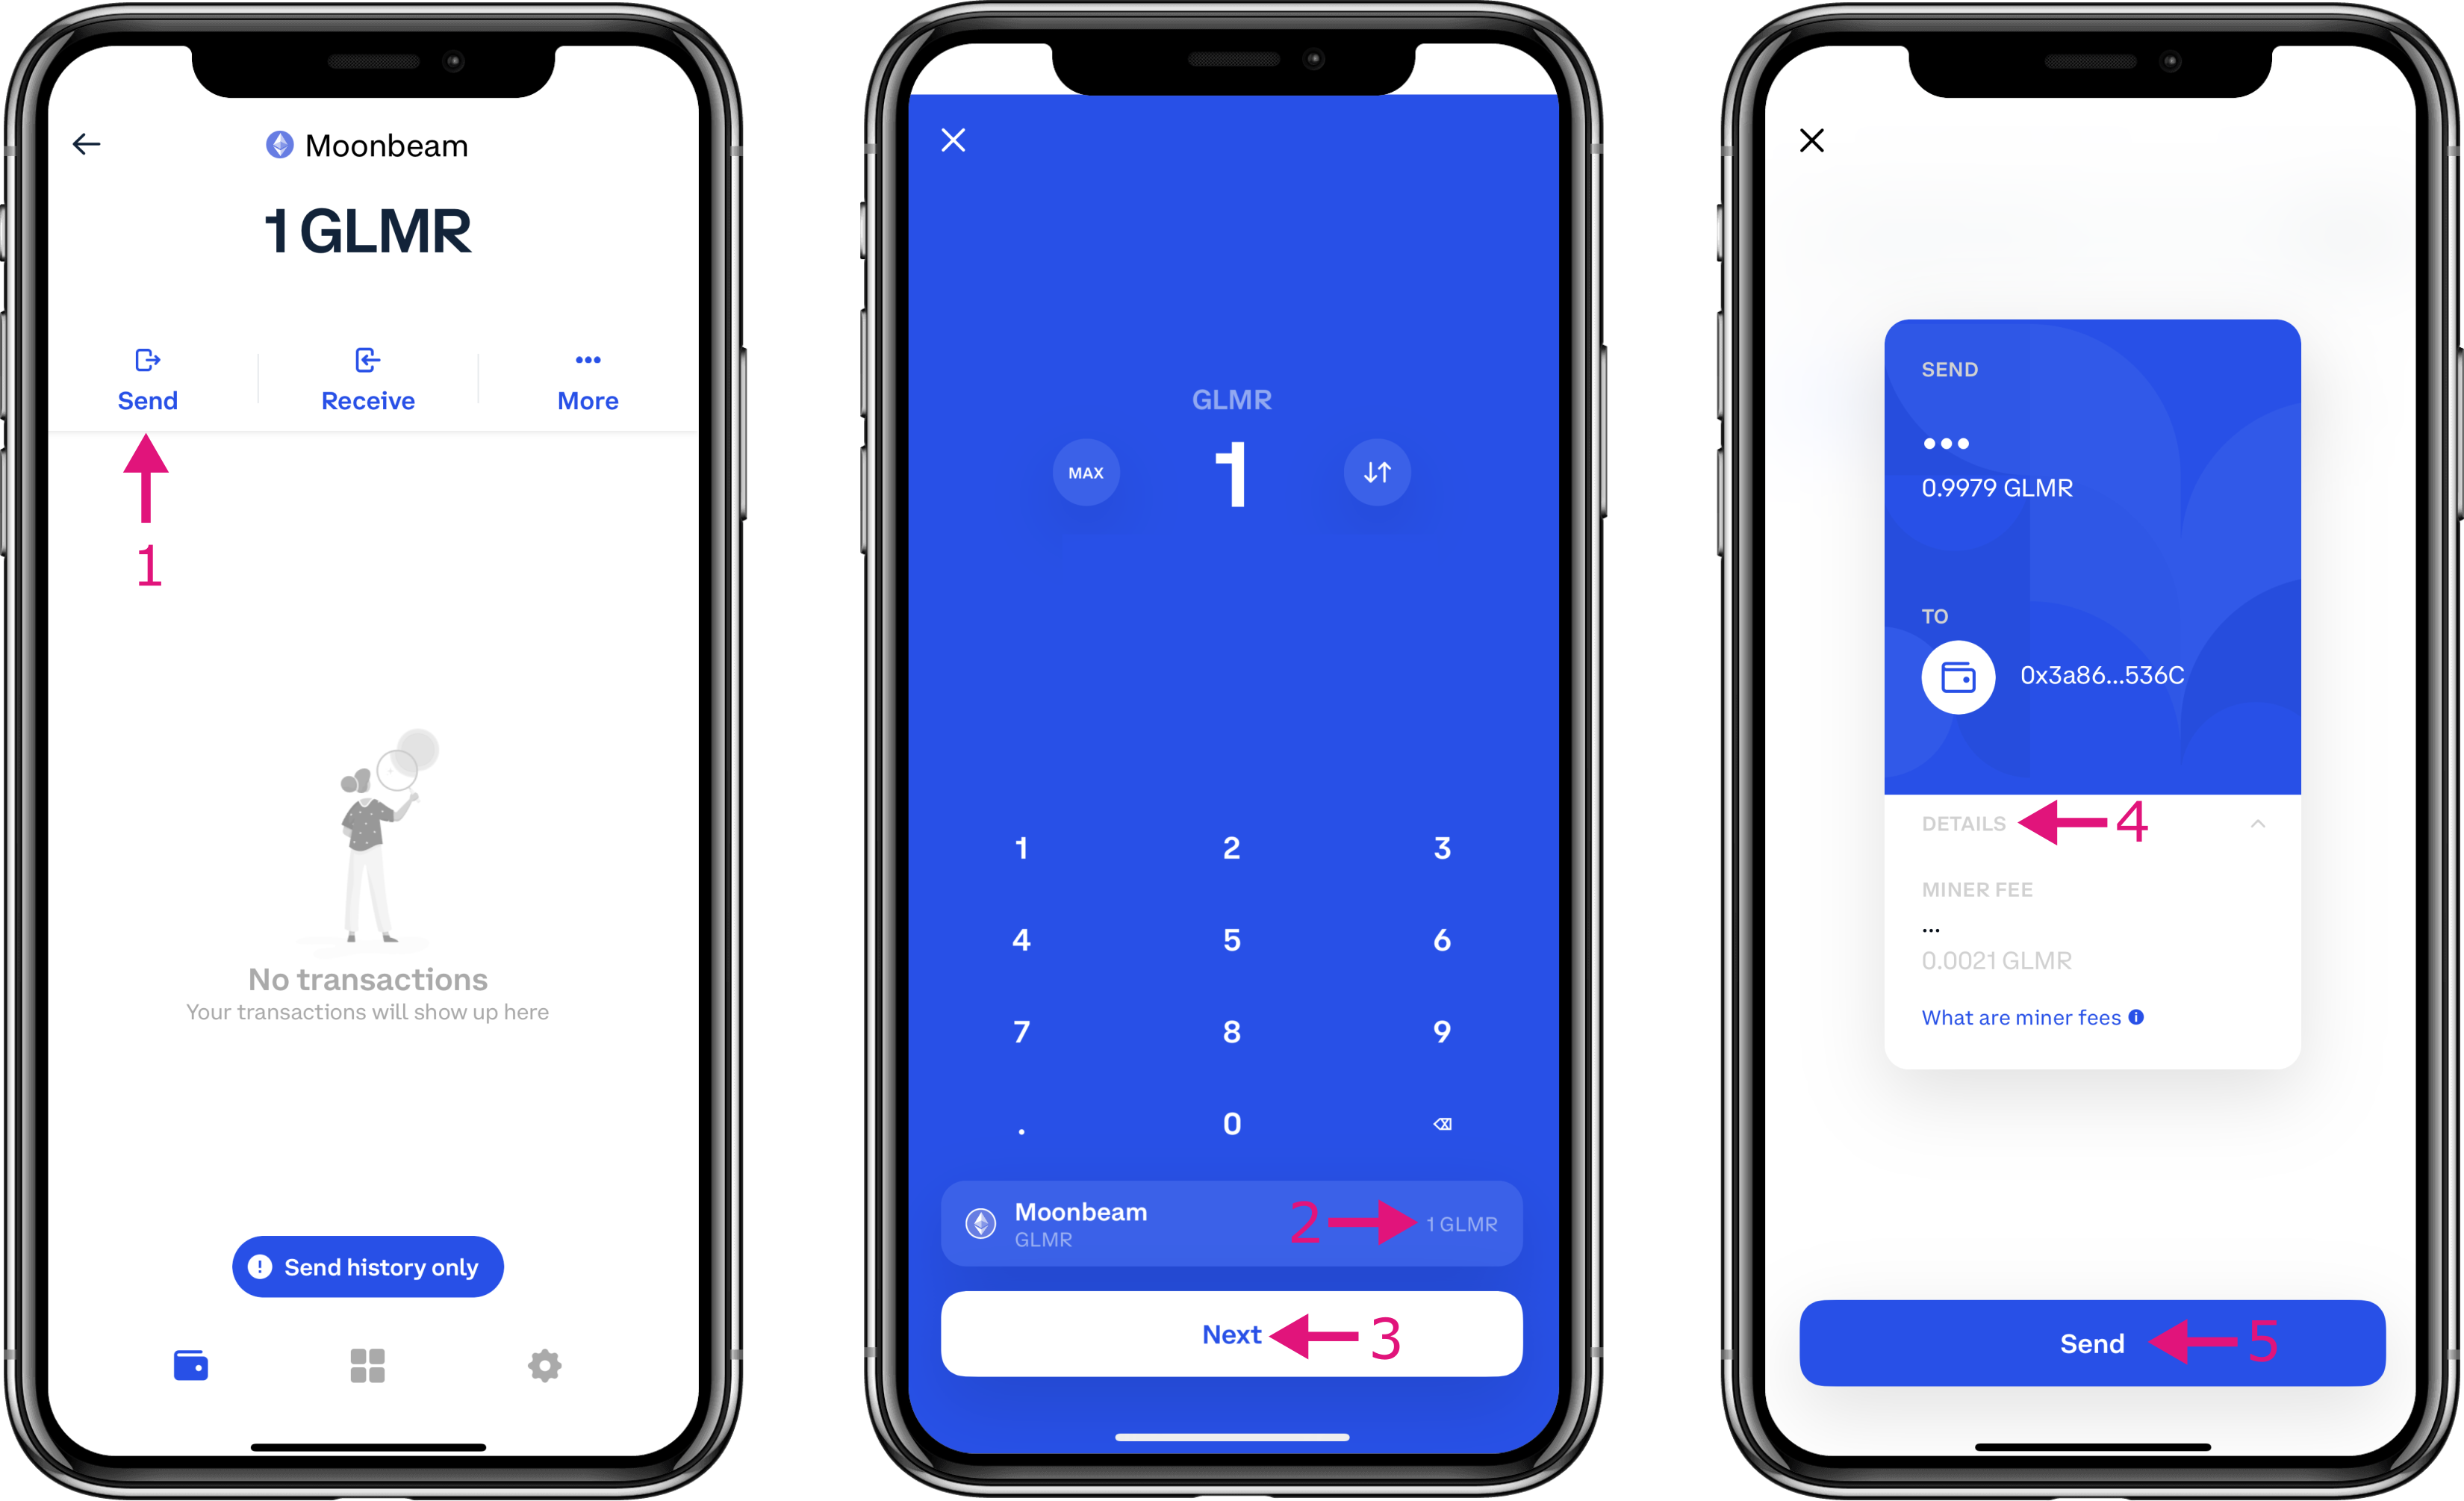 Moonbeam
1 GLMR
Send
Receive
More
1
No transactions
Your transactions will show up here
Send history only
GLMR
MAX
1
1 2 3
4 5 6
7 8 9
. 0
Moonbeam
GLMR
2
1 GLMR
Next
3
SEND
0.9979 GLMR
TO
0x3a86...536C
DETAILS
4
MINER FEE
...
0.0021 GLMR
What are miner fees
Send
5